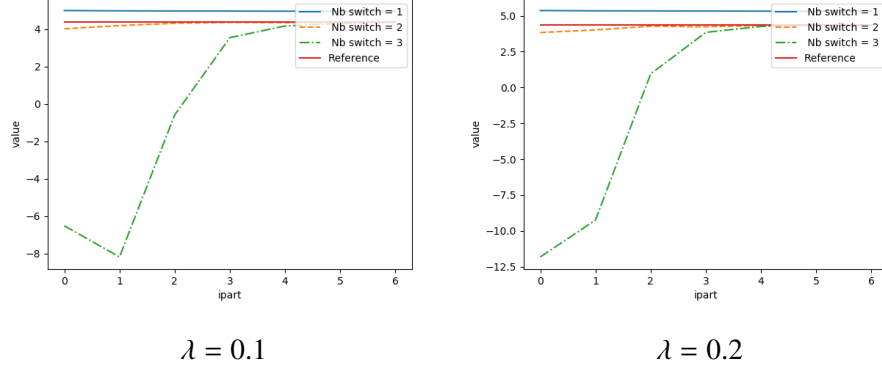 4
2
0
−2
−4
−6
−8
value
0 1 2 3 4 5 6
ipart
Nb switch = 1
Nb switch = 2
Nb switch = 3
Reference
λ = 0.1
5.0
2.5
0.0
−2.5
−5.0
−7.5
−10.0
−12.5
value
0 1 2 3 4 5 6
ipart
Nb switch = 1
Nb switch = 2
Nb switch = 3
Reference
λ = 0.2